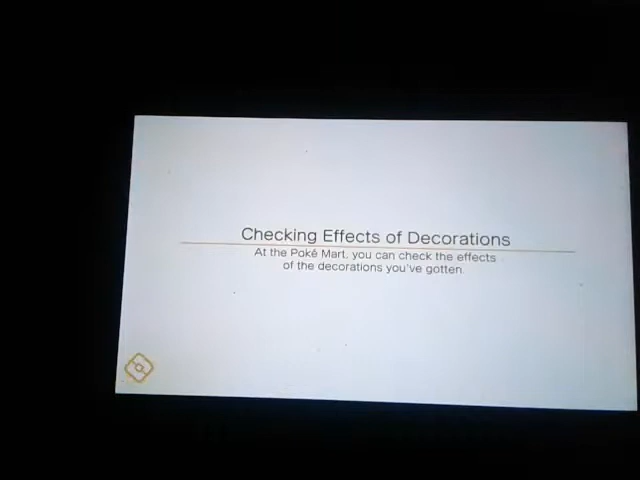 Checking Effects of Decorations
At the Poké Mart, you can check the effects
of the decorations you've gotten.